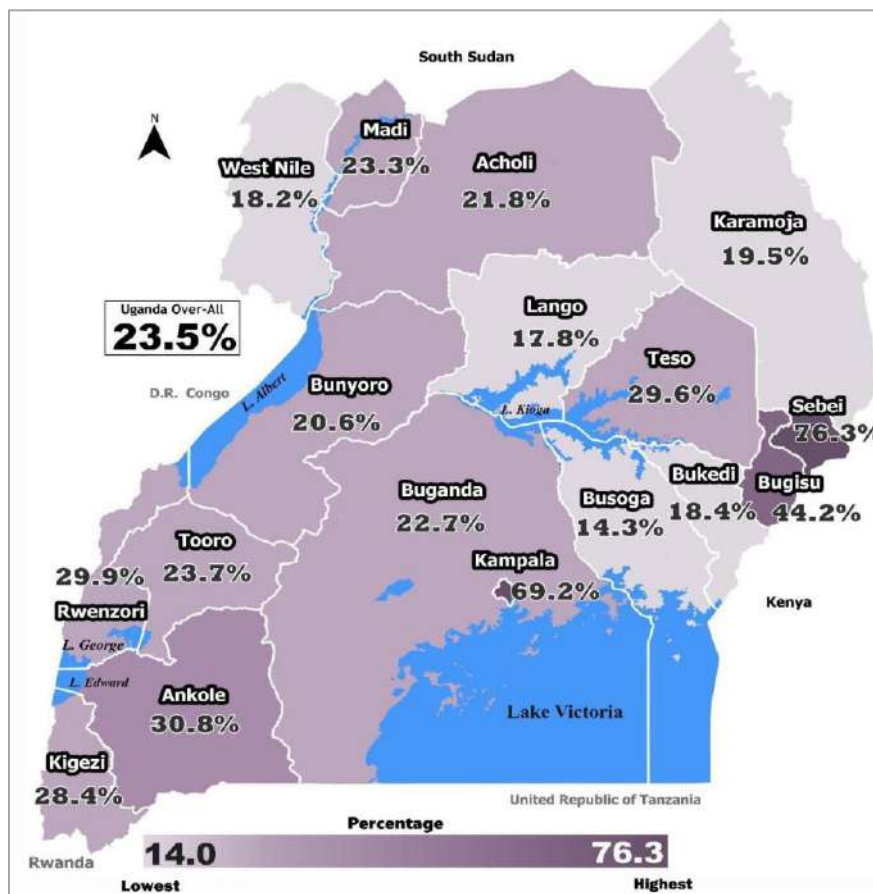 South Sudan
N
Madi
23.3%
West Nile
18.2%
Acholi
21.8%
Karamoja
19.5%
Uganda Over-All
23.5%
Lango
17.8%
D.R. Congo
L. Albert
Bunyoro
20.6%
Teso
29.6%
L. Kioga
Sebei
76.3%
Bukedi
18.4%
Bugisu
44.2%
Buganda
22.7%
Busoga
14.3%
Tooro
23.7%
Kampala
69.2%
29.9%
Rwenzori
Kenya
L. George
L. Edward
Ankole
30.8%
Lake Victoria
Kigezi
28.4%
United Republic of Tanzania
Percentage
Rwanda
14.0
76.3
Lowest
Highest